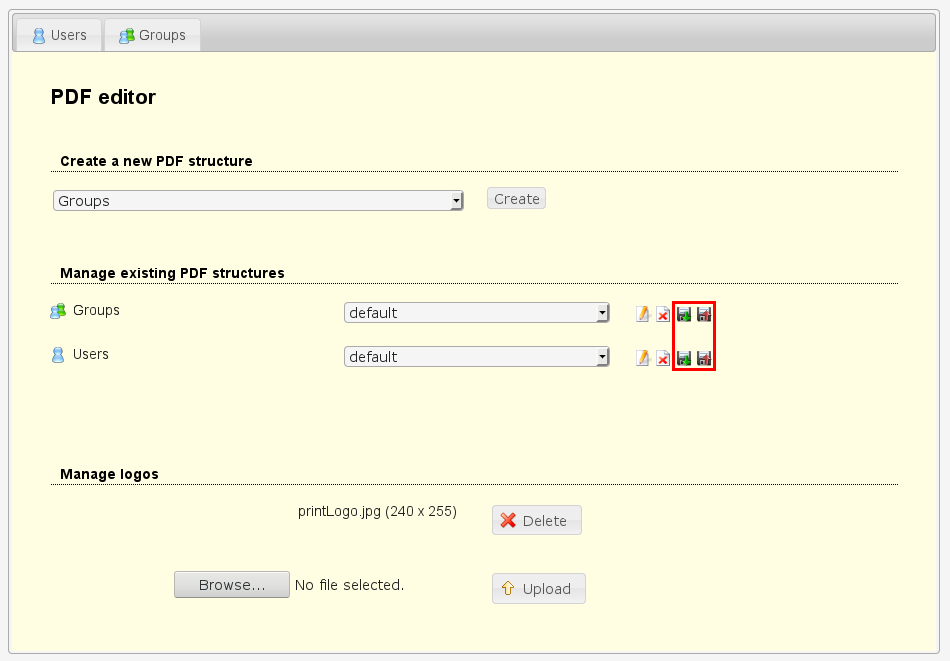 Users Groups
PDF editor
Create a new PDF structure
Groups Create
Manage existing PDF structures
Groups default
Users default
Manage logos
printLogo.jpg (240 x 255) Delete
Browse... No file selected. Upload